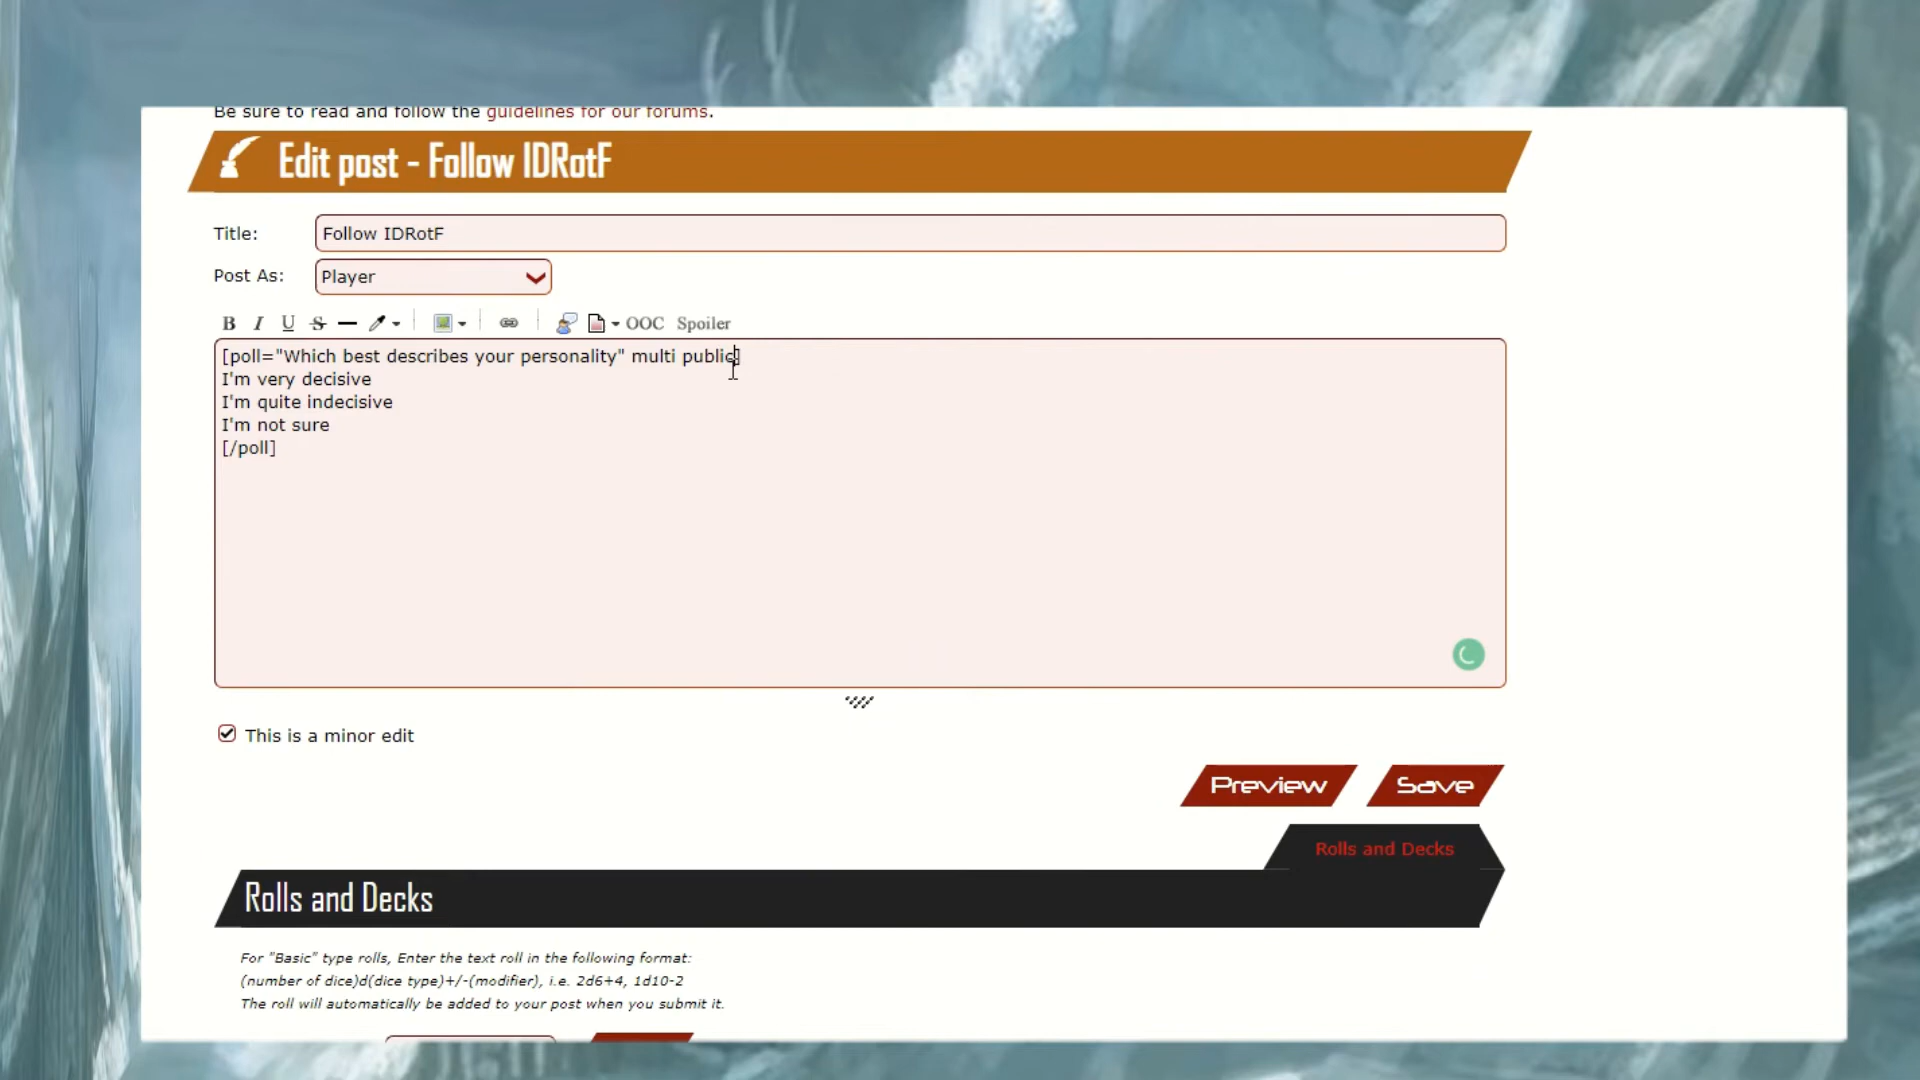 Be sure to read and follow the guidelines for our forums.
Edit post - Follow IDRotF
Title: Follow IDRotF
Post As: Player
B I U S OOC Spoiler
[poll="Which best describes your personality" multi public]
I'm very decisive
I'm quite indecisive
I'm not sure
[/poll]
This is a minor edit
Preview Save
Rolls and Decks
Rolls and Decks
For "Basic" type rolls, Enter the text roll in the following format:
(number of dice)d(dice type)+/-(modifier), i.e. 2d6+4, 1d10-2
The roll will automatically be added to your post when you submit it.